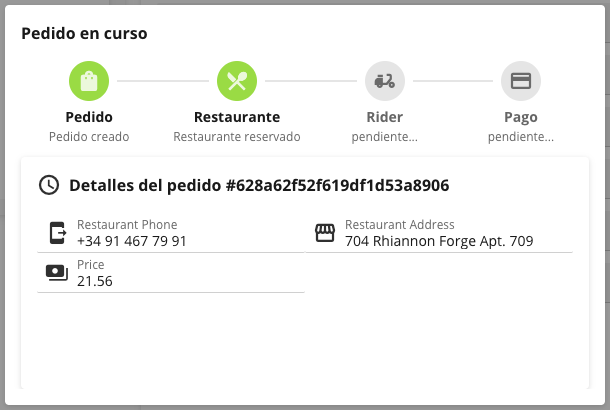 Pedido en curso
Pedido Restaurante Rider Pago
Pedido creado Restaurante reservado pendiente... pendiente...
Detalles del pedido #628a62f52f619df1d53a8906
Restaurant Phone Restaurant Address
+34 91 467 79 91 704 Rhiannon Forge Apt. 709
Price
21.56